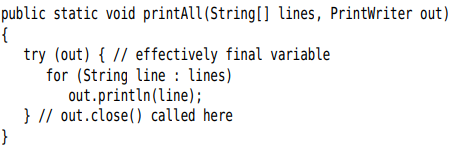 public static void printAll(String[] lines, PrintWriter out)
{
   try (out) { // effectively final variable
      for (String line : lines)
         out.println(line);
   } // out.close() called here
}